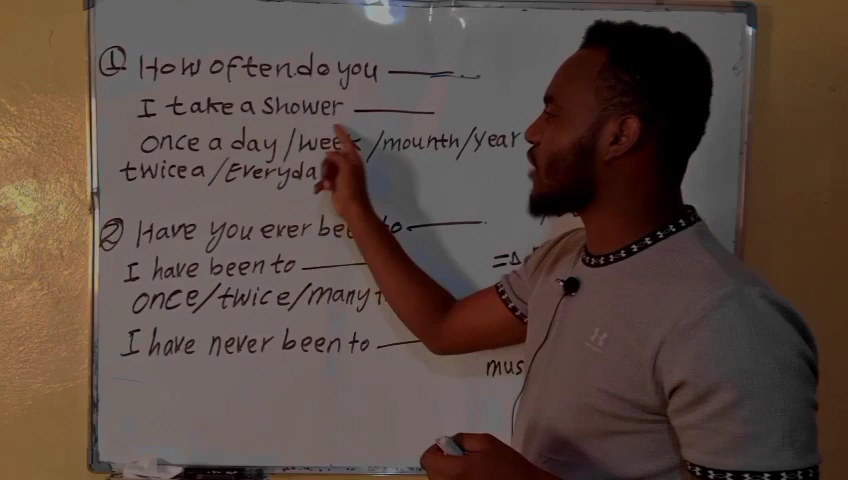 ① How often do you ———
I take a shower ———
once a day / week / mounth / year
twice a / Everyda
② Have you ever been to ———
I have been to ———
once / twice / many
I have never been to ———
mus